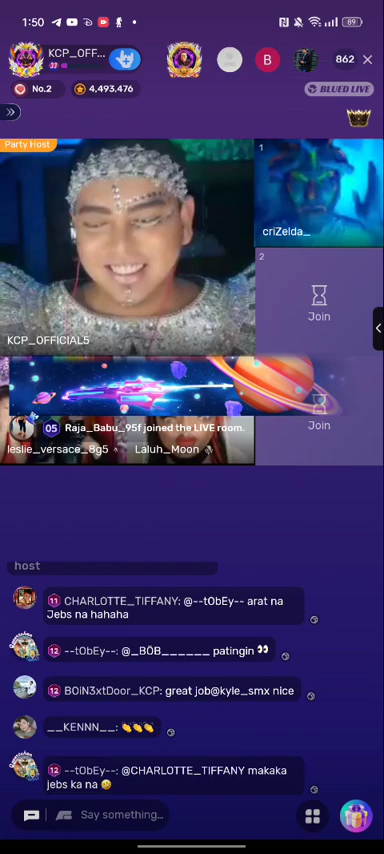 1:50
89
KCP_OFF...
862
No.2
4,493,476
BLUED LIVE
Party Host
1
criZelda_
2
Join
KCP_OFFICIAL5
Join
05 Raja_Babu_95f joined the LIVE room.
leslie_versace_8g5
Laluh_Moon
host
11 CHARLOTTE_TIFFANY: @--tObEy-- arat na
Jebs na hahaha
12 --tObEy--: @_BÖB______ patingin 👀
12 BOiN3xtDoor_KCP: great job@kyle_smx nice
__KENNN__: 👏👏👏
12 --tObEy--: @CHARLOTTE_TIFFANY makaka
jebs ka na 🤣
Say something...